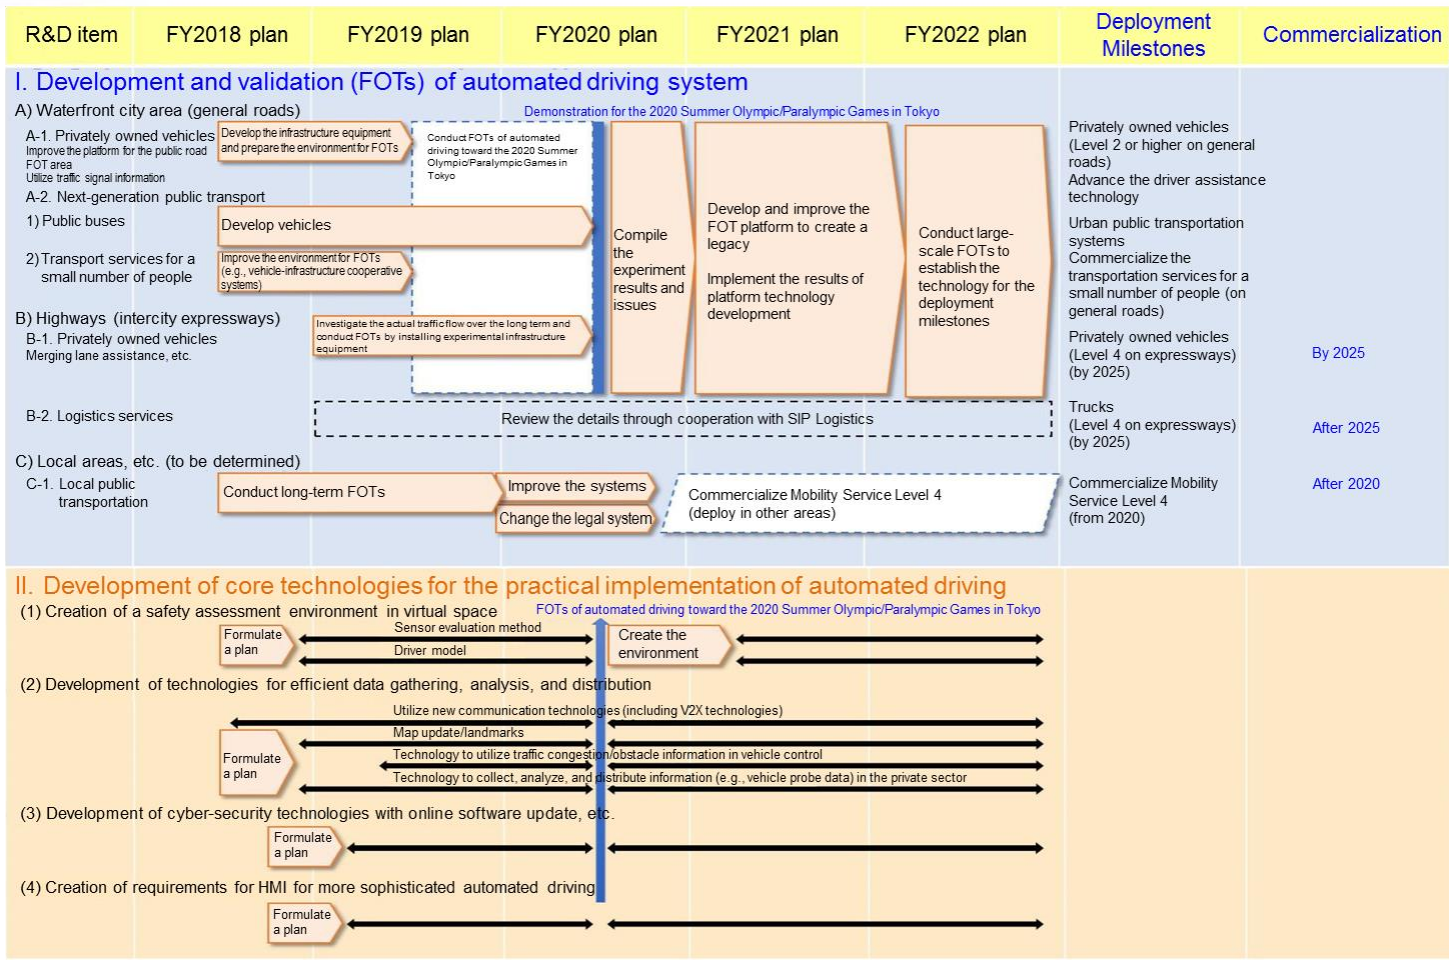 R&D item
FY2018 plan
FY2019 plan
FY2020 plan
FY2021 plan
FY2022 plan
Deployment
Milestones
Commercialization
I. Development and validation (FOTs) of automated driving system
A) Waterfront city area (general roads)
Demonstration for the 2020 Summer Olympic/Paralympic Games in Tokyo
A-1. Privately owned vehicles
Improve the platform for the public road
FOT area
Utilize traffic signal information
Develop the infrastructure equipment
and prepare the environment for FOTs
Conduct FOTs of automated
driving toward the 2020 Summer
Olympic/Paralympic Games in
Tokyo
A-2. Next-generation public transport
1) Public buses
Develop vehicles
2) Transport services for a
small number of people
Improve the environment for FOTs
(e.g., vehicle-infrastructure cooperative
systems)
Compile
the
experiment
results and
issues
Develop and improve the
FOT platform to create a
legacy
Implement the results of
platform technology
development
Conduct large-
scale FOTs to
establish the
technology for the
deployment
milestones
Privately owned vehicles
(Level 2 or higher on general
roads)
Advance the driver assistance
technology
Urban public transportation
systems
Commercialize the
transportation services for a
small number of people (on
general roads)
B) Highways (intercity expressways)
B-1. Privately owned vehicles
Merging lane assistance, etc.
Investigate the actual traffic flow over the long term and
conduct FOTs by installing experimental infrastructure
equipment
Privately owned vehicles
(Level 4 on expressways)
(by 2025)
By 2025
B-2. Logistics services
Review the details through cooperation with SIP Logistics
Trucks
(Level 4 on expressways)
(by 2025)
After 2025
C) Local areas, etc. (to be determined)
C-1. Local public
transportation
Conduct long-term FOTs
Improve the systems
Change the legal system
Commercialize Mobility Service Level 4
(deploy in other areas)
Commercialize Mobility
Service Level 4
(from 2020)
After 2020
II. Development of core technologies for the practical implementation of automated driving
(1) Creation of a safety assessment environment in virtual space
FOTs of automated driving toward the 2020 Summer Olympic/Paralympic Games in Tokyo
Formulate
a plan
Sensor evaluation method
Driver model
Create the
environment
(2) Development of technologies for efficient data gathering, analysis, and distribution
Utilize new communication technologies (including V2X technologies)
Map update/landmarks
Formulate
a plan
Technology to utilize traffic congestion/obstacle information in vehicle control
Technology to collect, analyze, and distribute information (e.g., vehicle probe data) in the private sector
(3) Development of cyber-security technologies with online software update, etc.
Formulate
a plan
(4) Creation of requirements for HMI for more sophisticated automated driving
Formulate
a plan